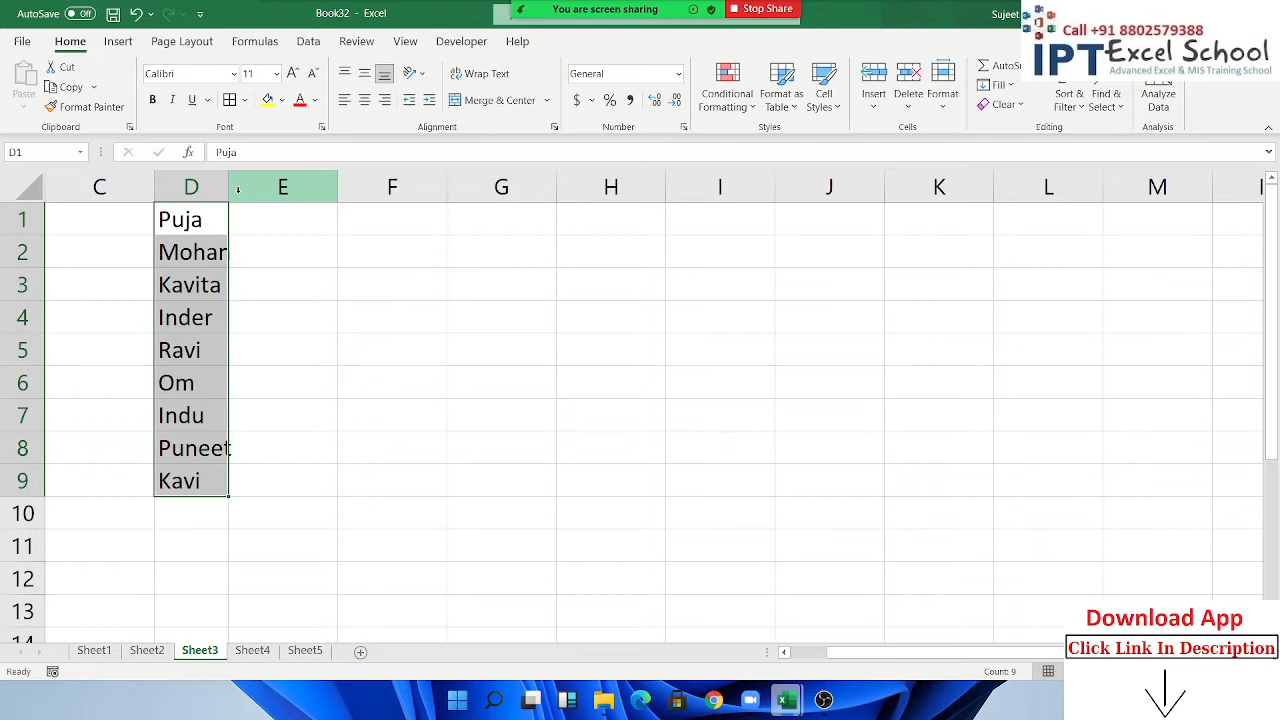 AutoSave Off
Book32 - Excel
You are screen sharing
Stop Share
Sujeet
Call +91 8802579388
IPT Excel School
Advanced Excel & MIS Training School
File Home Insert Page Layout Formulas Data Review View Developer Help
Paste
Cut
Copy
Format Painter
Clipboard
Calibri 11
B I U
Font
Wrap Text
Merge & Center
Alignment
General
$ % 9
Number
Conditional Formatting
Format as Table
Cell Styles
Styles
Insert Delete Format
Cells
Fill
Clear
Sort & Filter
Find & Select
Editing
Analyze Data
Analysis
D1
fx
Puja
C D E F G H I J K L M
1 Puja
2 Mohan
3 Kavita
4 Inder
5 Ravi
6 Om
7 Indu
8 Puneet
9 Kavi
10
11
12
13
14
Sheet1 Sheet2 Sheet3 Sheet4 Sheet5
Ready
Count: 9
Download App
Click Link In Description